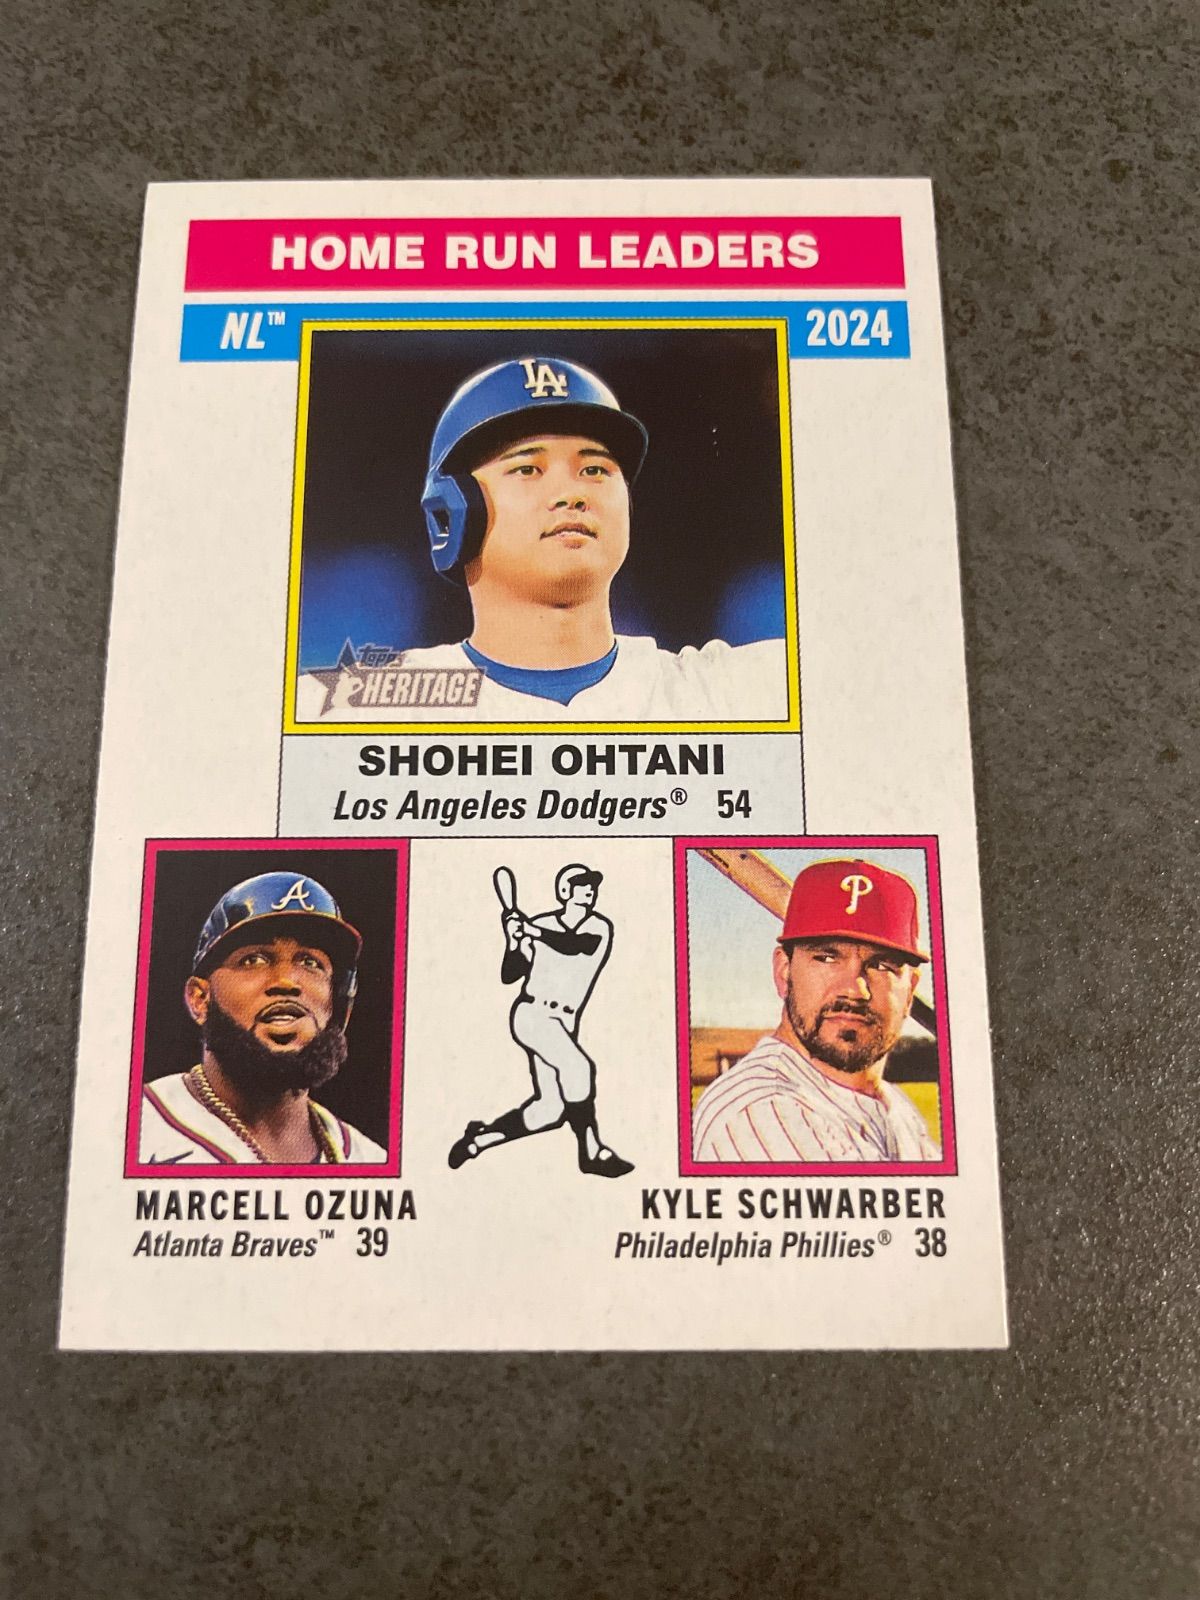 HOME RUN LEADERS
NL™
2024
LA
topps
HERITAGE
SHOHEI OHTANI
Los Angeles Dodgers® 54
A
P
MARCELL OZUNA
Atlanta Braves™ 39
KYLE SCHWARBER
Philadelphia Phillies® 38